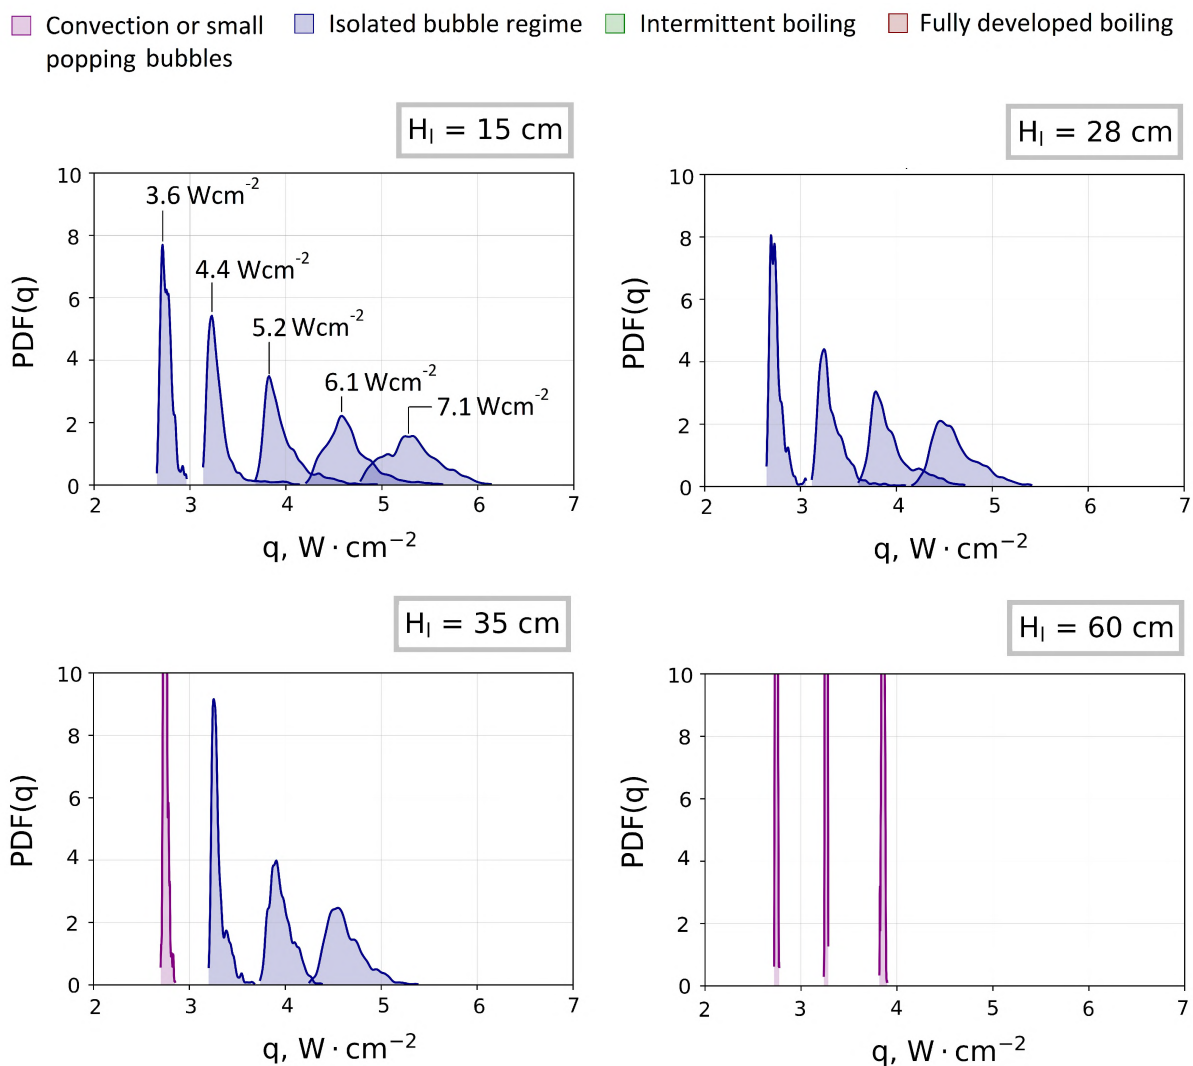 Convection or small
popping bubbles
Isolated bubble regime
Intermittent boiling
Fully developed boiling
H_l = 15 cm
10
8
6
4
2
0
PDF(q)
3.6 Wcm^-2
4.4 Wcm^-2
5.2 Wcm^-2
6.1 Wcm^-2
7.1 Wcm^-2
2 3 4 5 6 7
q, W · cm^−2
H_l = 28 cm
10
8
6
4
2
0
PDF(q)
2 3 4 5 6 7
q, W · cm^−2
H_l = 35 cm
10
8
6
4
2
0
PDF(q)
2 3 4 5 6 7
q, W · cm^−2
H_l = 60 cm
10
8
6
4
2
0
PDF(q)
2 3 4 5 6 7
q, W · cm^−2